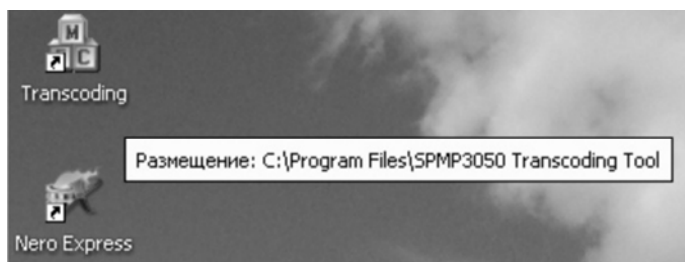 M
C
Transcoding
Размещение: C:\Program Files\SPMP3050 Transcoding Tool
Nero Express